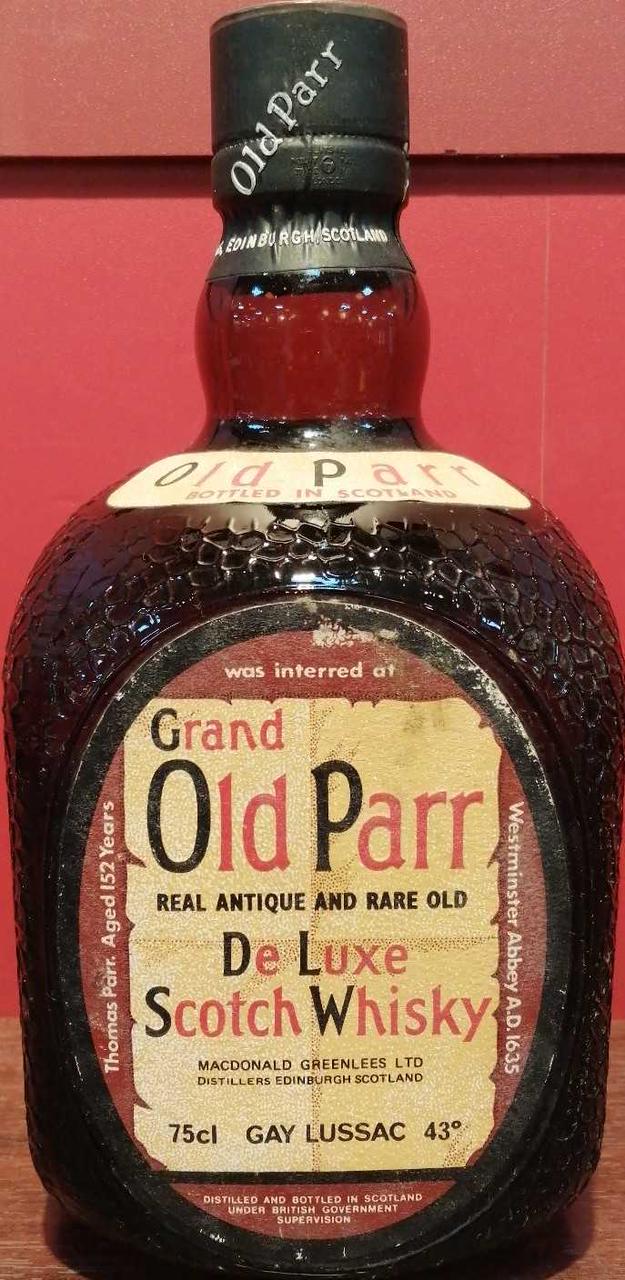 Old Parr
EDINBURGH, SCOTLAND
Old Parr
BOTTLED IN SCOTLAND
Thomas Parr. Aged 152 Years
was interred at
Westminster Abbey A.D. 1635
Grand
Old Parr
REAL ANTIQUE AND RARE OLD
De Luxe
Scotch Whisky
MACDONALD GREENLEES LTD
DISTILLERS EDINBURGH SCOTLAND
75cl GAY LUSSAC 43°
DISTILLED AND BOTTLED IN SCOTLAND
UNDER BRITISH GOVERNMENT
SUPERVISION